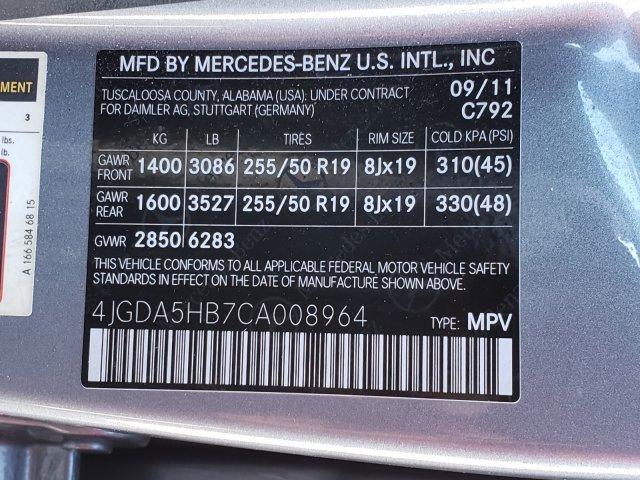 MFD BY MERCEDES-BENZ U.S. INTL., INC
TUSCALOOSA COUNTY, ALABAMA (USA): UNDER CONTRACT 09/11
FOR DAIMLER AG, STUTTGART (GERMANY) C792
KG LB TIRES RIM SIZE COLD KPA (PSI)
GAWR FRONT 1400 3086 255/50 R19 8Jx19 310(45)
GAWR REAR 1600 3527 255/50 R19 8Jx19 330(48)
GVWR 2850 6283
THIS VEHICLE CONFORMS TO ALL APPLICABLE FEDERAL MOTOR VEHICLE SAFETY
STANDARDS IN EFFECT ON THE DATE OF MANUFACTURE SHOWN ABOVE.
4JGDA5HB7CA008964 TYPE: MPV
3
lbs.
lb.
A 166 584 68 15